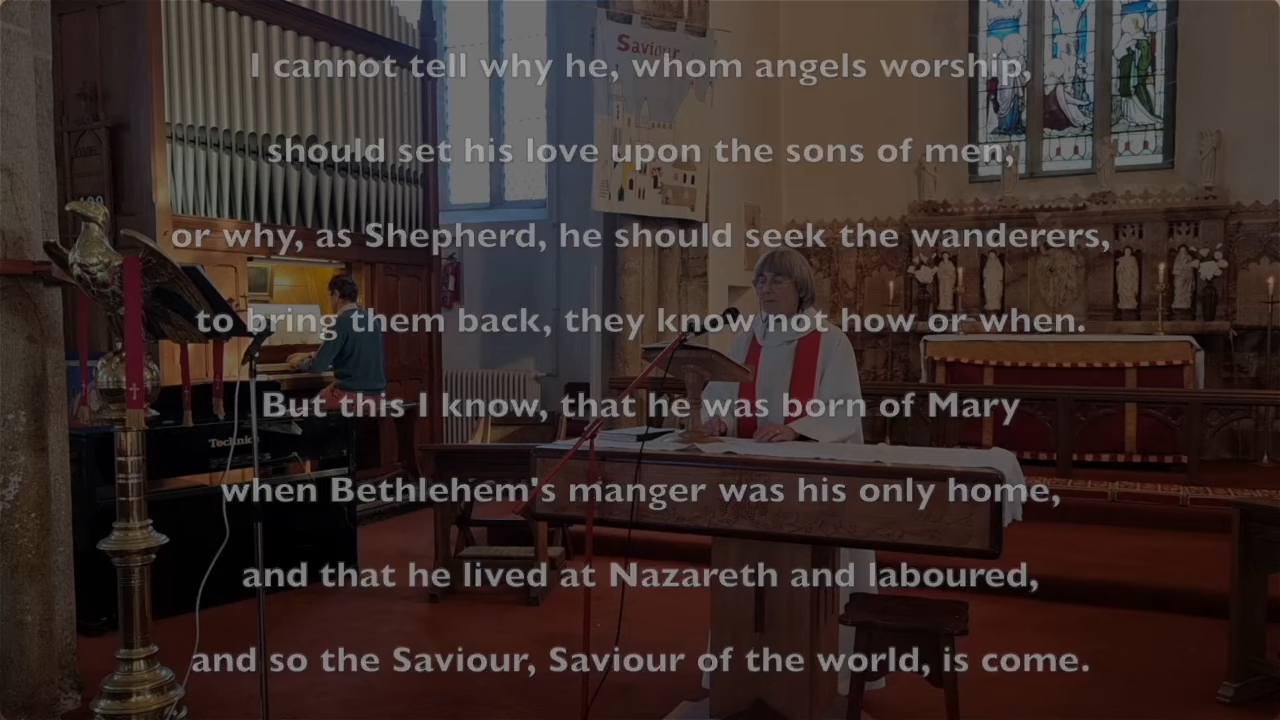 Saviour
I cannot tell why he, whom angels worship,
should set his love upon the sons of men,
or why, as Shepherd, he should seek the wanderers,
to bring them back, they know not how or when.
But this I know, that he was born of Mary
Technics
when Bethlehem's manger was his only home,
and that he lived at Nazareth and laboured,
and so the Saviour, Saviour of the world, is come.